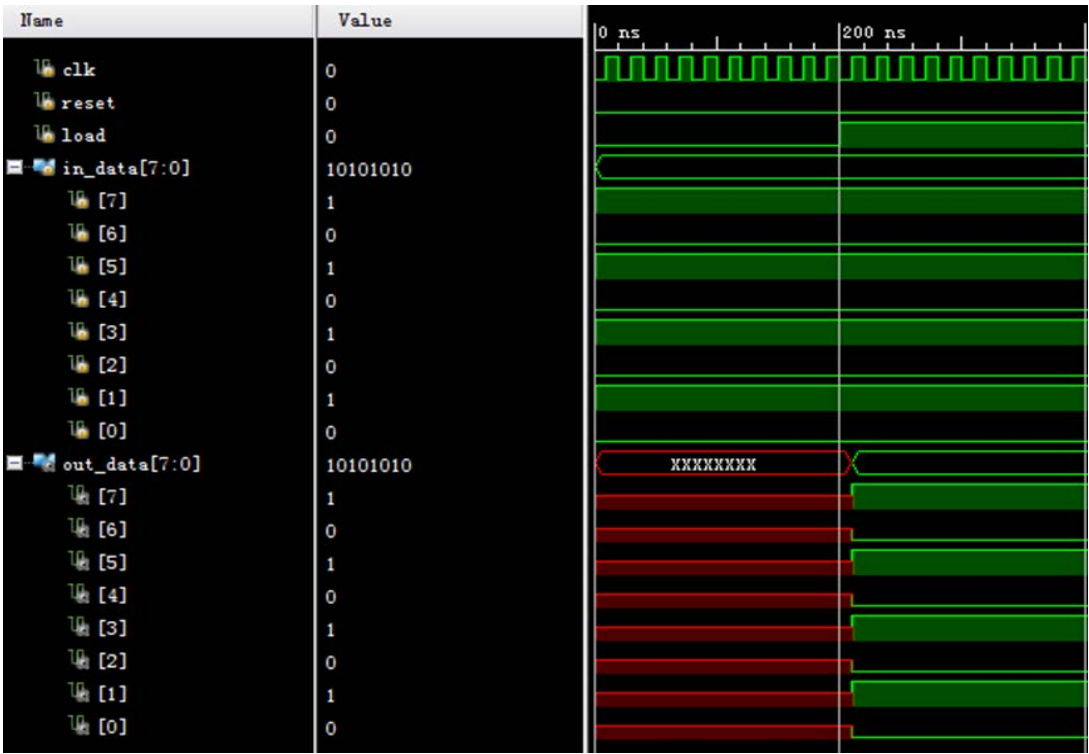 Name Value
0 ns 200 ns
clk 0
reset 0
load 0
in_data[7:0] 10101010
[7] 1
[6] 0
[5] 1
[4] 0
[3] 1
[2] 0
[1] 1
[0] 0
out_data[7:0] 10101010 XXXXXXXX
[7] 1
[6] 0
[5] 1
[4] 0
[3] 1
[2] 0
[1] 1
[0] 0